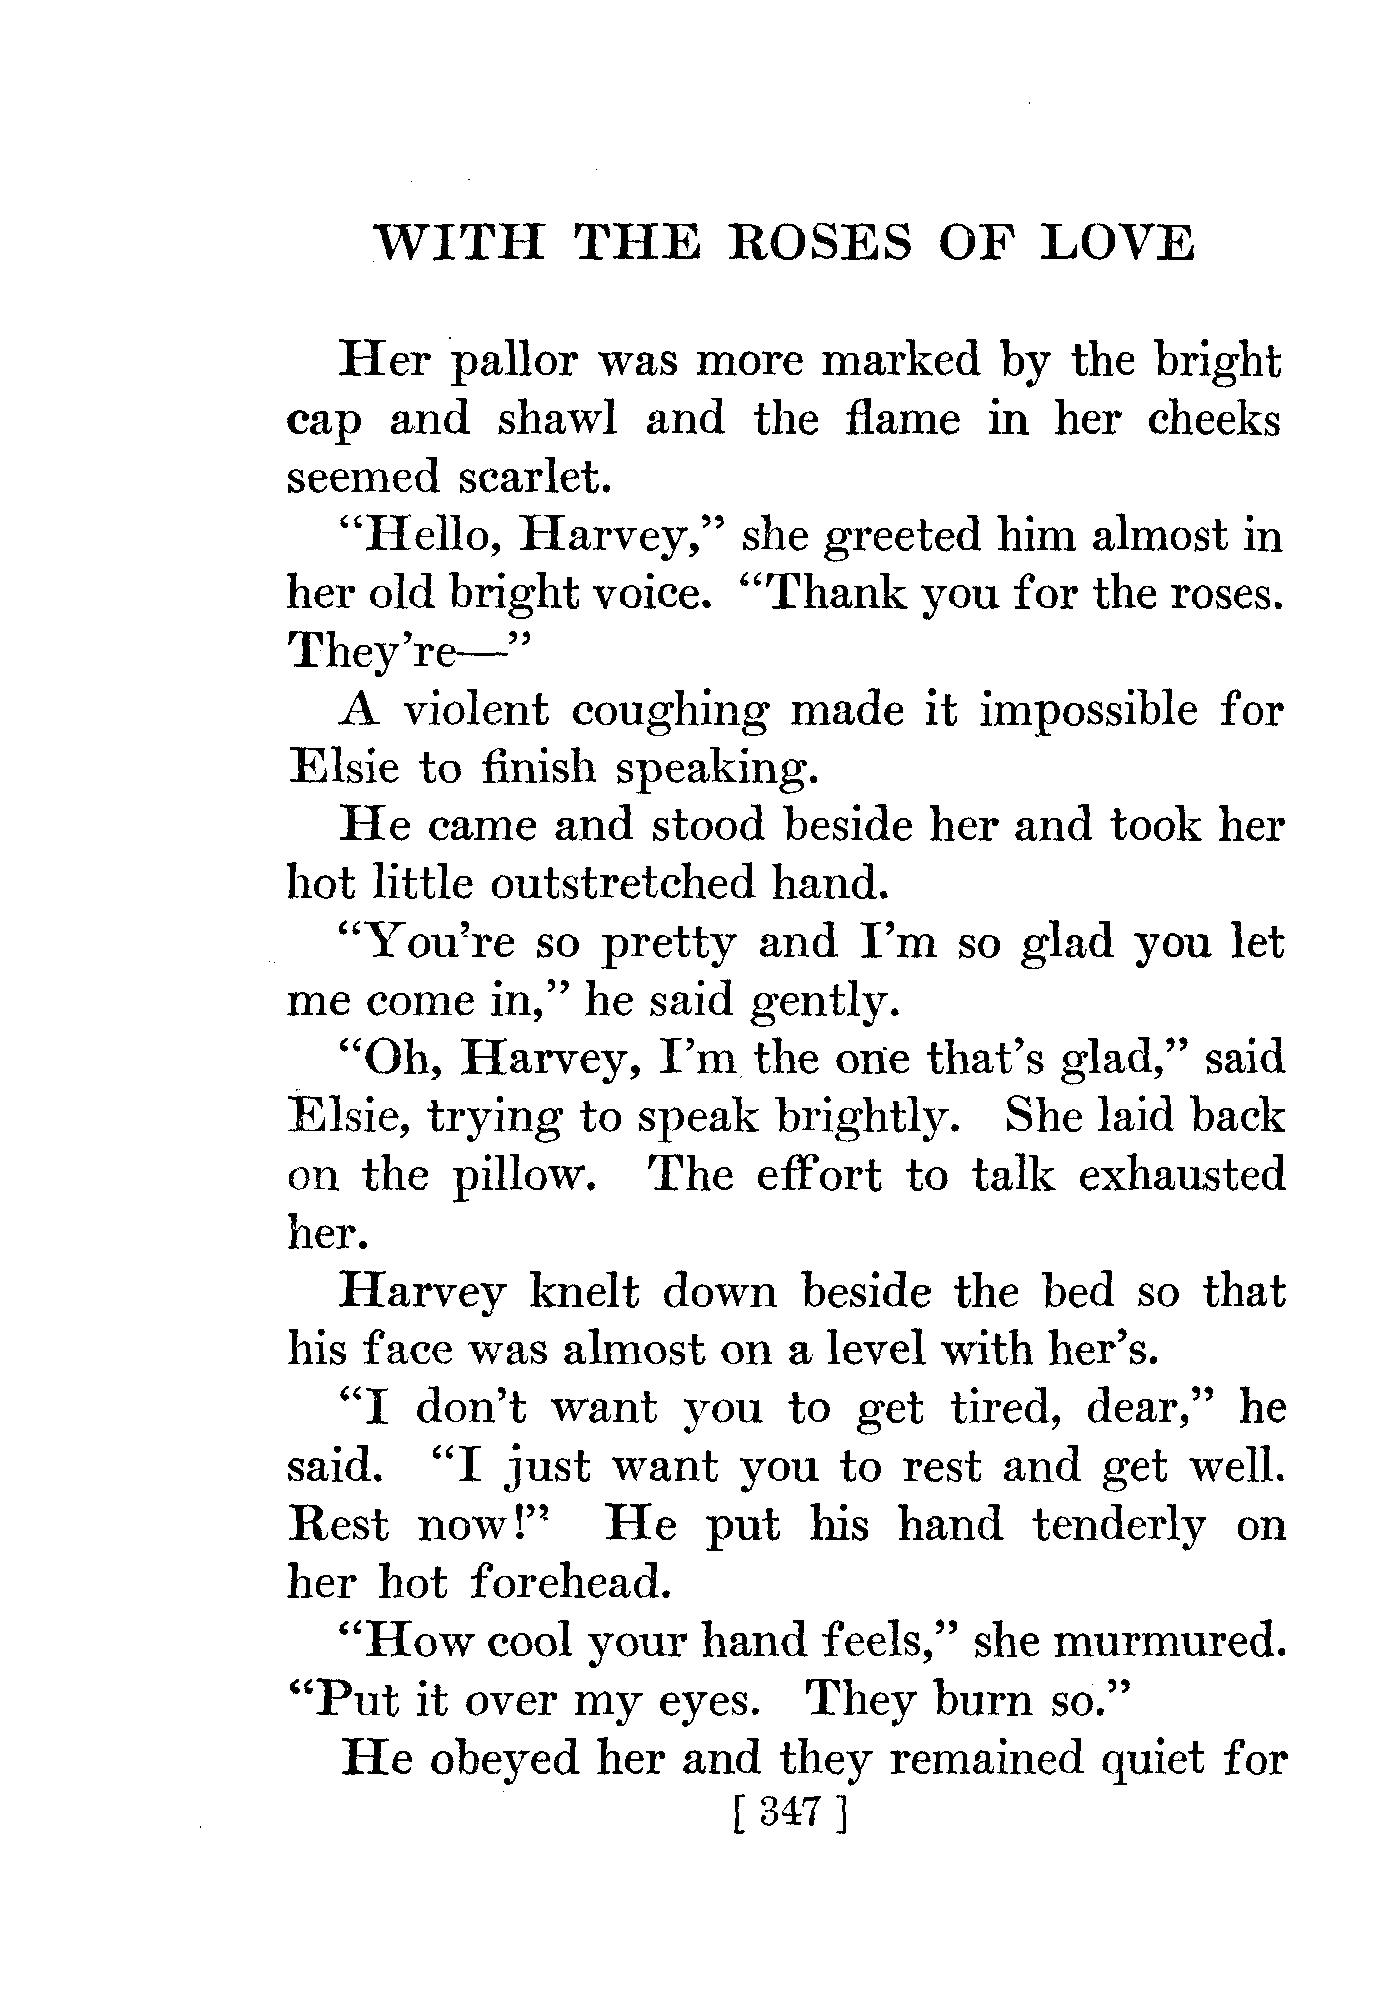 WITH THE ROSES OF LOVE
Her pallor was more marked by the bright
cap and shawl and the flame in her cheeks
seemed scarlet.
“Hello, Harvey,” she greeted him almost in
her old bright voice. “Thank you for the roses.
They’re—”
A violent coughing made it impossible for
Elsie to finish speaking.
He came and stood beside her and took her
hot little outstretched hand.
“You’re so pretty and I’m so glad you let
me come in,” he said gently.
“Oh, Harvey, I’m the one that’s glad,” said
Elsie, trying to speak brightly. She laid back
on the pillow. The effort to talk exhausted
her.
Harvey knelt down beside the bed so that
his face was almost on a level with her’s.
“I don’t want you to get tired, dear,” he
said. “I just want you to rest and get well.
Rest now!” He put his hand tenderly on
her hot forehead.
“How cool your hand feels,” she murmured.
“Put it over my eyes. They burn so.”
He obeyed her and they remained quiet for
[ 347 ]